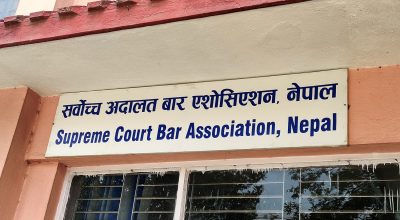 सर्वोच्च अदालत बार एशोसिएशन, नेपाल
Supreme Court Bar Association, Nepal